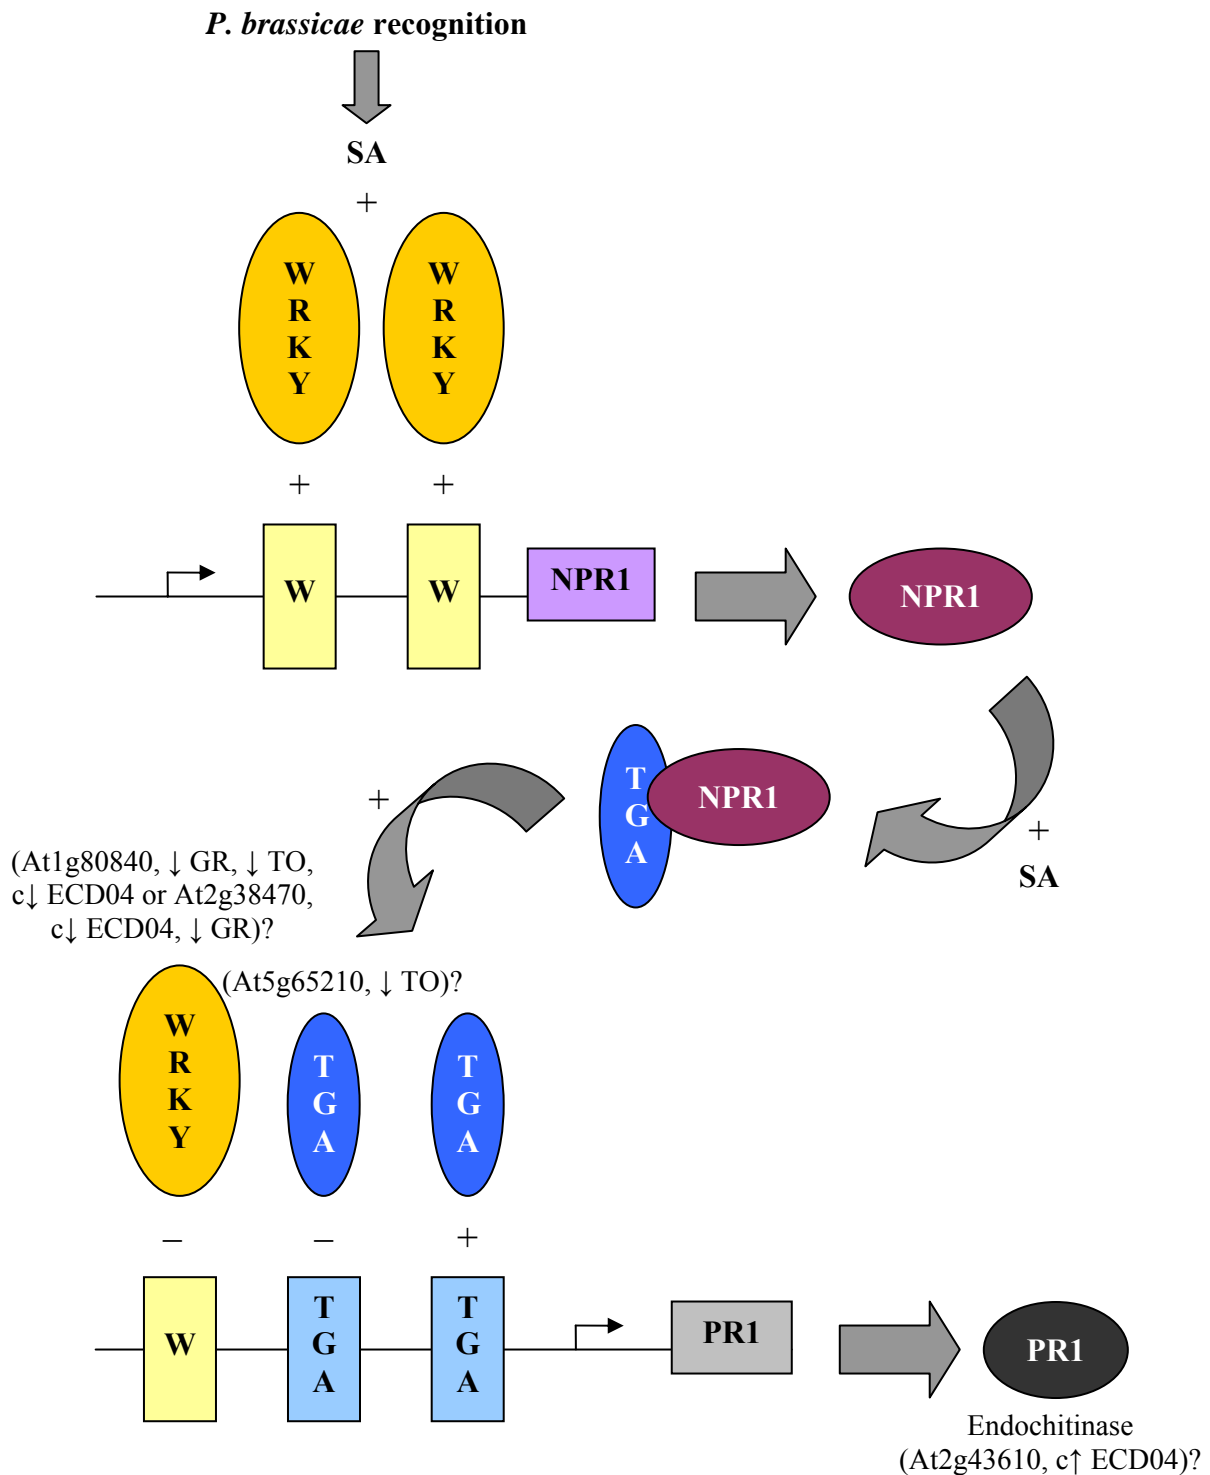 P. brassicae recognition
SA
+
W R K Y
W R K Y
+ +
W
W
NPR1
NPR1
T G A
NPR1
+
SA
+
(At1g80840, ↓ GR, ↓ TO,
c↓ ECD04 or At2g38470,
c↓ ECD04, ↓ GR)?
(At5g65210, ↓ TO)?
W R K Y
T G A
T G A
– – +
W
T G A
T G A
PR1
PR1
Endochitinase
(At2g43610, c↑ ECD04)?